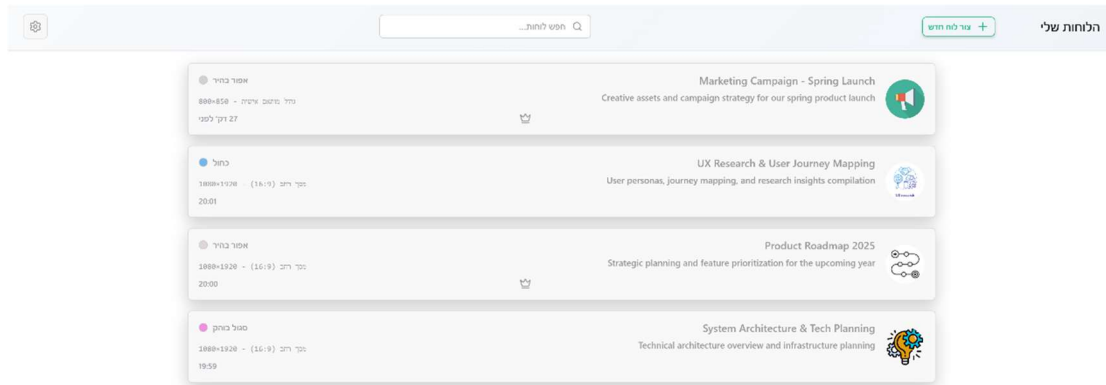 הלוחות שלי
צור לוח חדש
חפש לוחות...
Marketing Campaign - Spring Launch
Creative assets and campaign strategy for our spring product launch
אפור בהיר
גודל מותאם אישית - 850×800
27 דק' לפני
UX Research & User Journey Mapping
User personas, journey mapping, and research insights compilation
כחול
מסך רחב (16:9) - 1920×1080
20:01
Product Roadmap 2025
Strategic planning and feature prioritization for the upcoming year
אפור בהיר
מסך רחב (16:9) - 1920×1080
20:00
System Architecture & Tech Planning
Technical architecture overview and infrastructure planning
סגול בוהק
מסך רחב (16:9) - 1920×1080
19:59